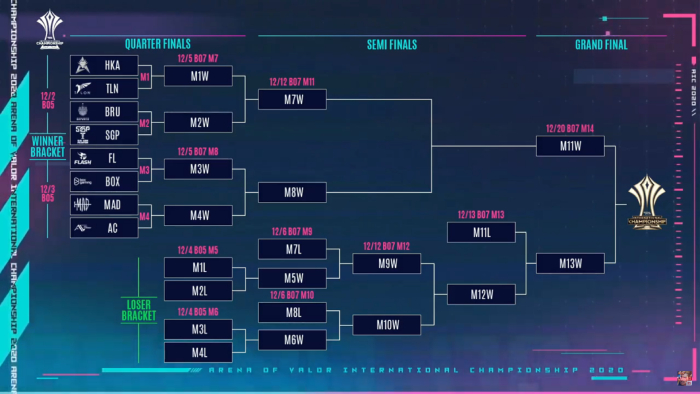 CHAMPIONSHIP 2020 ARENA OF VALOR INTERNATIONAL CHAMPIONSHIP 2020 ARENA
QUARTER FINALS
SEMI FINALS
GRAND FINAL
12/2
BO5
WINNER
BRACKET
12/3
BO5
HKA
TLN
M1
BRU
SGP
M2
FLASH
FL
BOX
M3
MAD
MAD
AC
M4
12/5 BO7 M7
M1W
M2W
12/5 BO7 M8
M3W
M4W
12/12 BO7 M11
M7W
M8W
12/20 BO7 M14
M11W
M13W
LOSER
BRACKET
12/4 BO5 M5
M1L
M2L
12/4 BO5 M6
M3L
M4L
12/6 BO7 M9
M7L
M5W
12/6 BO7 M10
M8L
M6W
12/12 BO7 M12
M9W
M10W
12/13 BO7 M13
M11L
M12W
CHAMPIONSHIP
AIC 2020 //
ARENA OF VALOR INTERNATIONAL CHAMPIONSHIP 2020